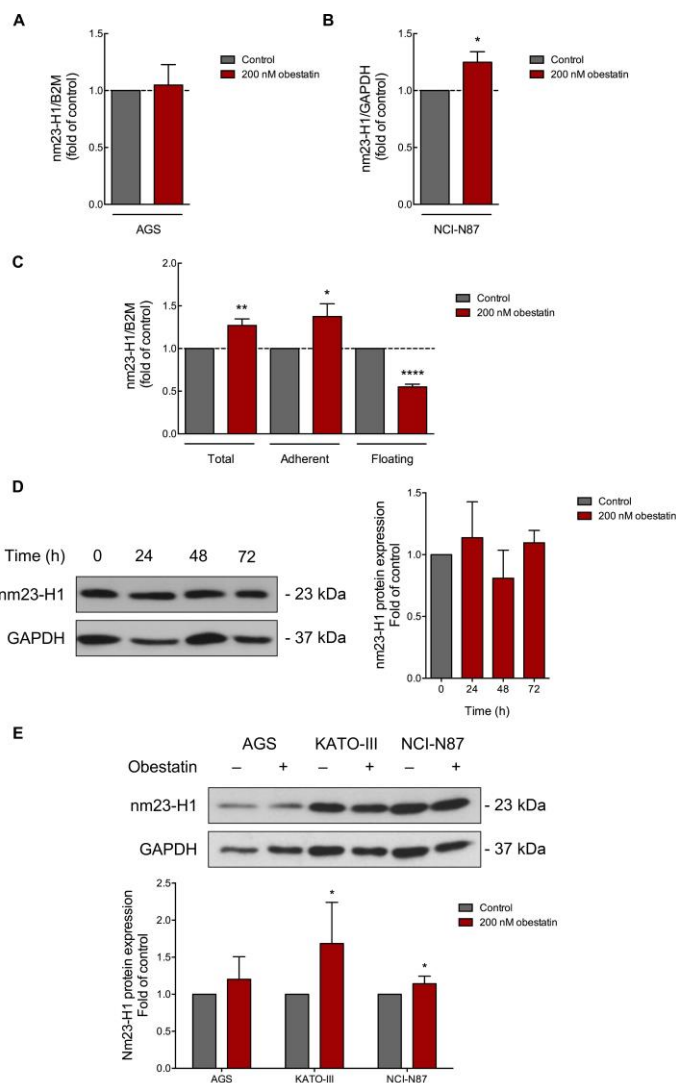 A
nm23-H1/B2M
(fold of control)
1.5
1.0
0.5
0.0
AGS
Control
200 nM obestatin
B
nm23-H1/GAPDH
(fold of control)
1.5
1.0
0.5
0.0
*
NCI-N87
Control
200 nM obestatin
C
nm23-H1/B2M
(fold of control)
2.0
1.5
1.0
0.5
0.0
** * ****
Total Adherent Floating
Control
200 nM obestatin
D
Time (h) 0 24 48 72
nm23-H1 - 23 kDa
GAPDH - 37 kDa
nm23-H1 protein expression
Fold of control
1.5
1.0
0.5
0.0
0 24 48 72
Time (h)
Control
200 nM obestatin
E
AGS KATO-III NCI-N87
Obestatin – + – + – +
nm23-H1 - 23 kDa
GAPDH - 37 kDa
Nm23-H1 protein expression
Fold of control
2.5
2.0
1.5
1.0
0.5
0.0
* *
AGS KATO-III NCI-N87
Control
200 nM obestatin